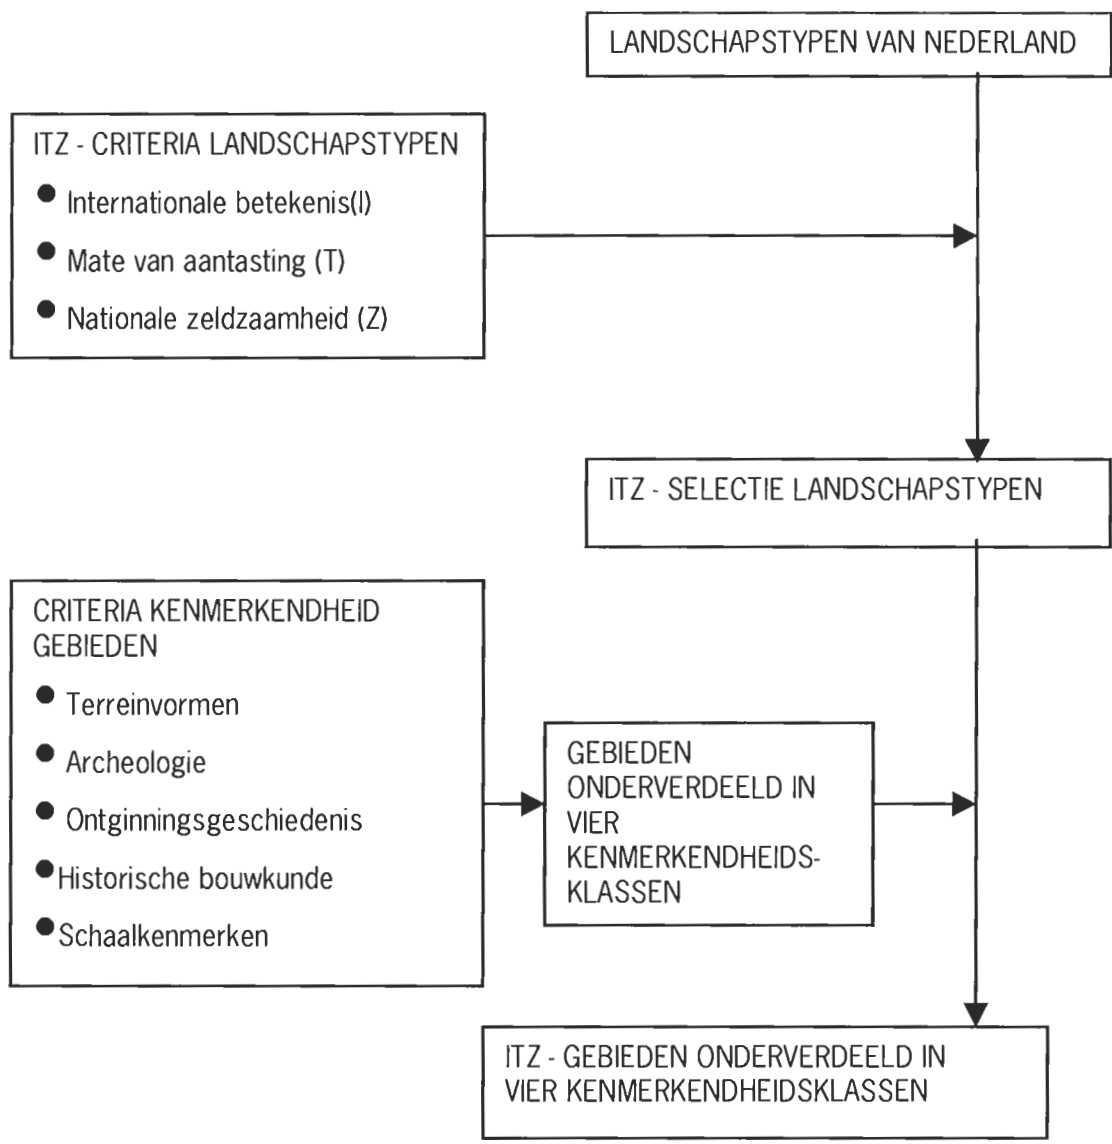 LANDSCHAPSTYPEN VAN NEDERLAND
ITZ - CRITERIA LANDSCHAPSTYPEN
● Internationale betekenis(I)
● Mate van aantasting (T)
● Nationale zeldzaamheid (Z)
ITZ - SELECTIE LANDSCHAPSTYPEN
CRITERIA KENMERKENDHEID
GEBIEDEN
● Terreinvormen
● Archeologie
● Ontginningsgeschiedenis
● Historische bouwkunde
● Schaalkenmerken
GEBIEDEN
ONDERVERDEELD IN
VIER
KENMERKENDHEIDS-
KLASSEN
ITZ - GEBIEDEN ONDERVERDEELD IN
VIER KENMERKENDHEIDSKLASSEN